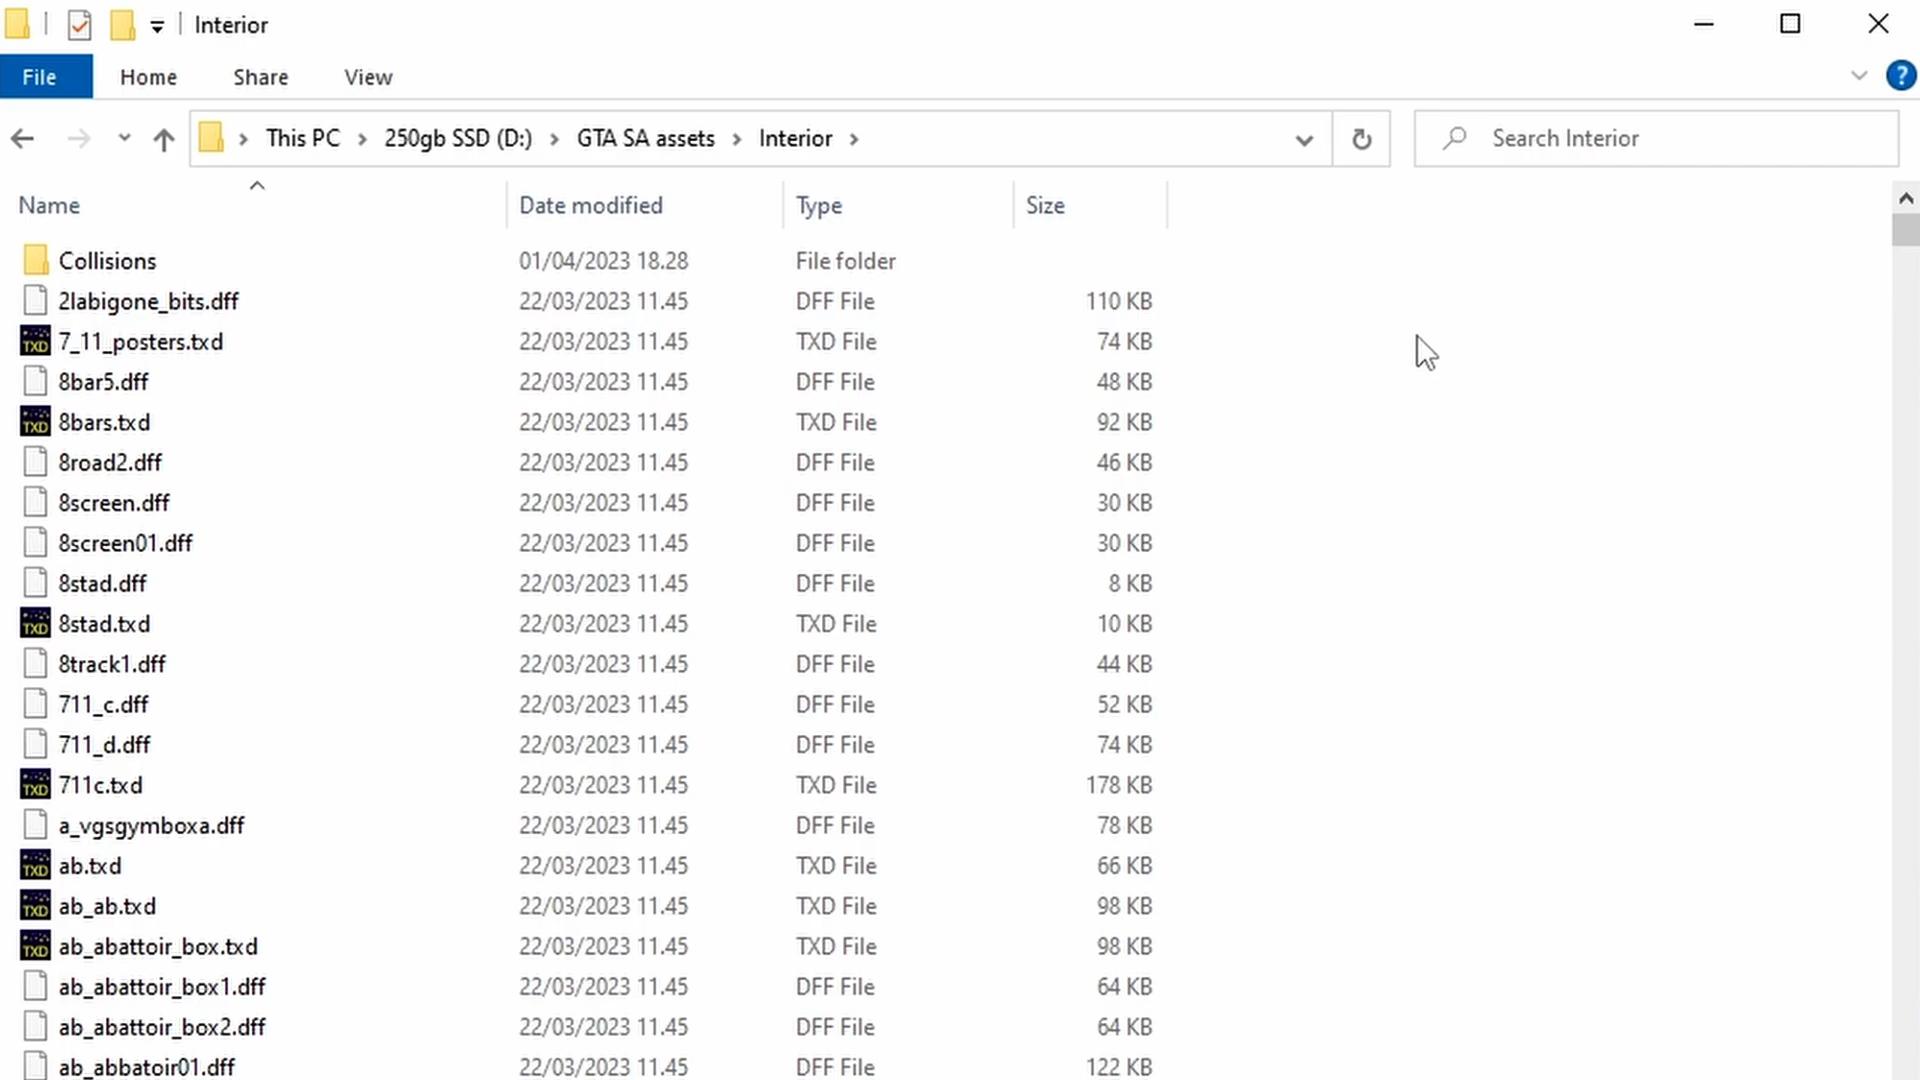 Interior
File Home Share View
This PC 250gb SSD (D:) GTA SA assets Interior Search Interior
Name Date modified Type Size
Collisions 01/04/2023 18.28 File folder
2labigone_bits.dff 22/03/2023 11.45 DFF File 110 KB
TXD 7_11_posters.txd 22/03/2023 11.45 TXD File 74 KB
8bar5.dff 22/03/2023 11.45 DFF File 48 KB
TXD 8bars.txd 22/03/2023 11.45 TXD File 92 KB
8road2.dff 22/03/2023 11.45 DFF File 46 KB
8screen.dff 22/03/2023 11.45 DFF File 30 KB
8screen01.dff 22/03/2023 11.45 DFF File 30 KB
8stad.dff 22/03/2023 11.45 DFF File 8 KB
TXD 8stad.txd 22/03/2023 11.45 TXD File 10 KB
8track1.dff 22/03/2023 11.45 DFF File 44 KB
711_c.dff 22/03/2023 11.45 DFF File 52 KB
711_d.dff 22/03/2023 11.45 DFF File 74 KB
TXD 711c.txd 22/03/2023 11.45 TXD File 178 KB
a_vgsgymboxa.dff 22/03/2023 11.45 DFF File 78 KB
TXD ab.txd 22/03/2023 11.45 TXD File 66 KB
TXD ab_ab.txd 22/03/2023 11.45 TXD File 98 KB
TXD ab_abattoir_box.txd 22/03/2023 11.45 TXD File 98 KB
ab_abattoir_box1.dff 22/03/2023 11.45 DFF File 64 KB
ab_abattoir_box2.dff 22/03/2023 11.45 DFF File 64 KB
ab_abbatoir01.dff 22/03/2023 11.45 DFF File 122 KB